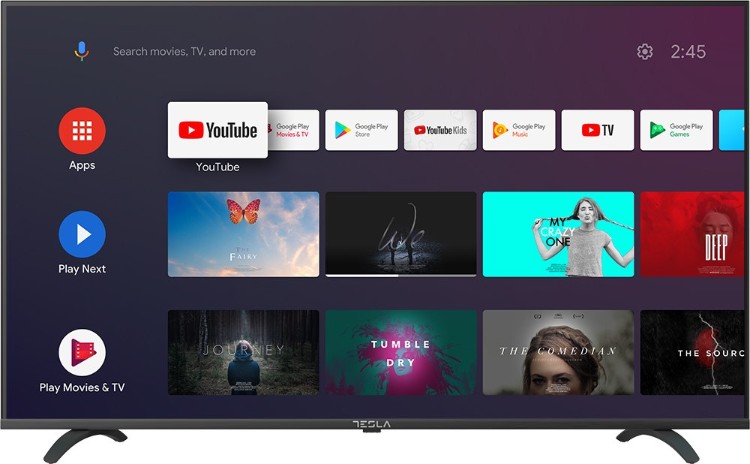 Search movies, TV, and more
2:45
Apps
YouTube
Google Play
Movies & TV
Google Play
Store
YouTube Kids
Google Play
Music
TV
Google Play
Games
YouTube
Play Next
THE
FAIRY
We
MY
CRAZY
ONE
DEEP
Play Movies & TV
JOURNEY
TUMBLE
DRY
THE COMEDIAN
THE SOURC
TESLA